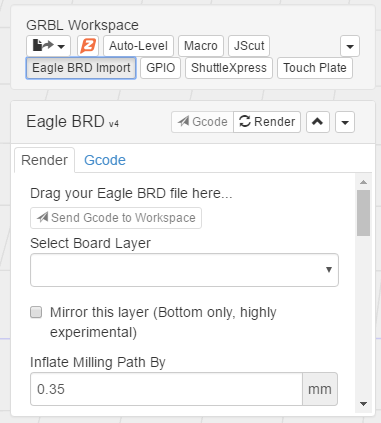 GRBL Workspace
Auto-Level Macro JScut
Eagle BRD Import GPIO ShuttleXpress Touch Plate
Eagle BRD v4 Gcode Render
Render Gcode
Drag your Eagle BRD file here...
Send Gcode to Workspace
Select Board Layer
Mirror this layer (Bottom only, highly
experimental)
Inflate Milling Path By
0.35 mm